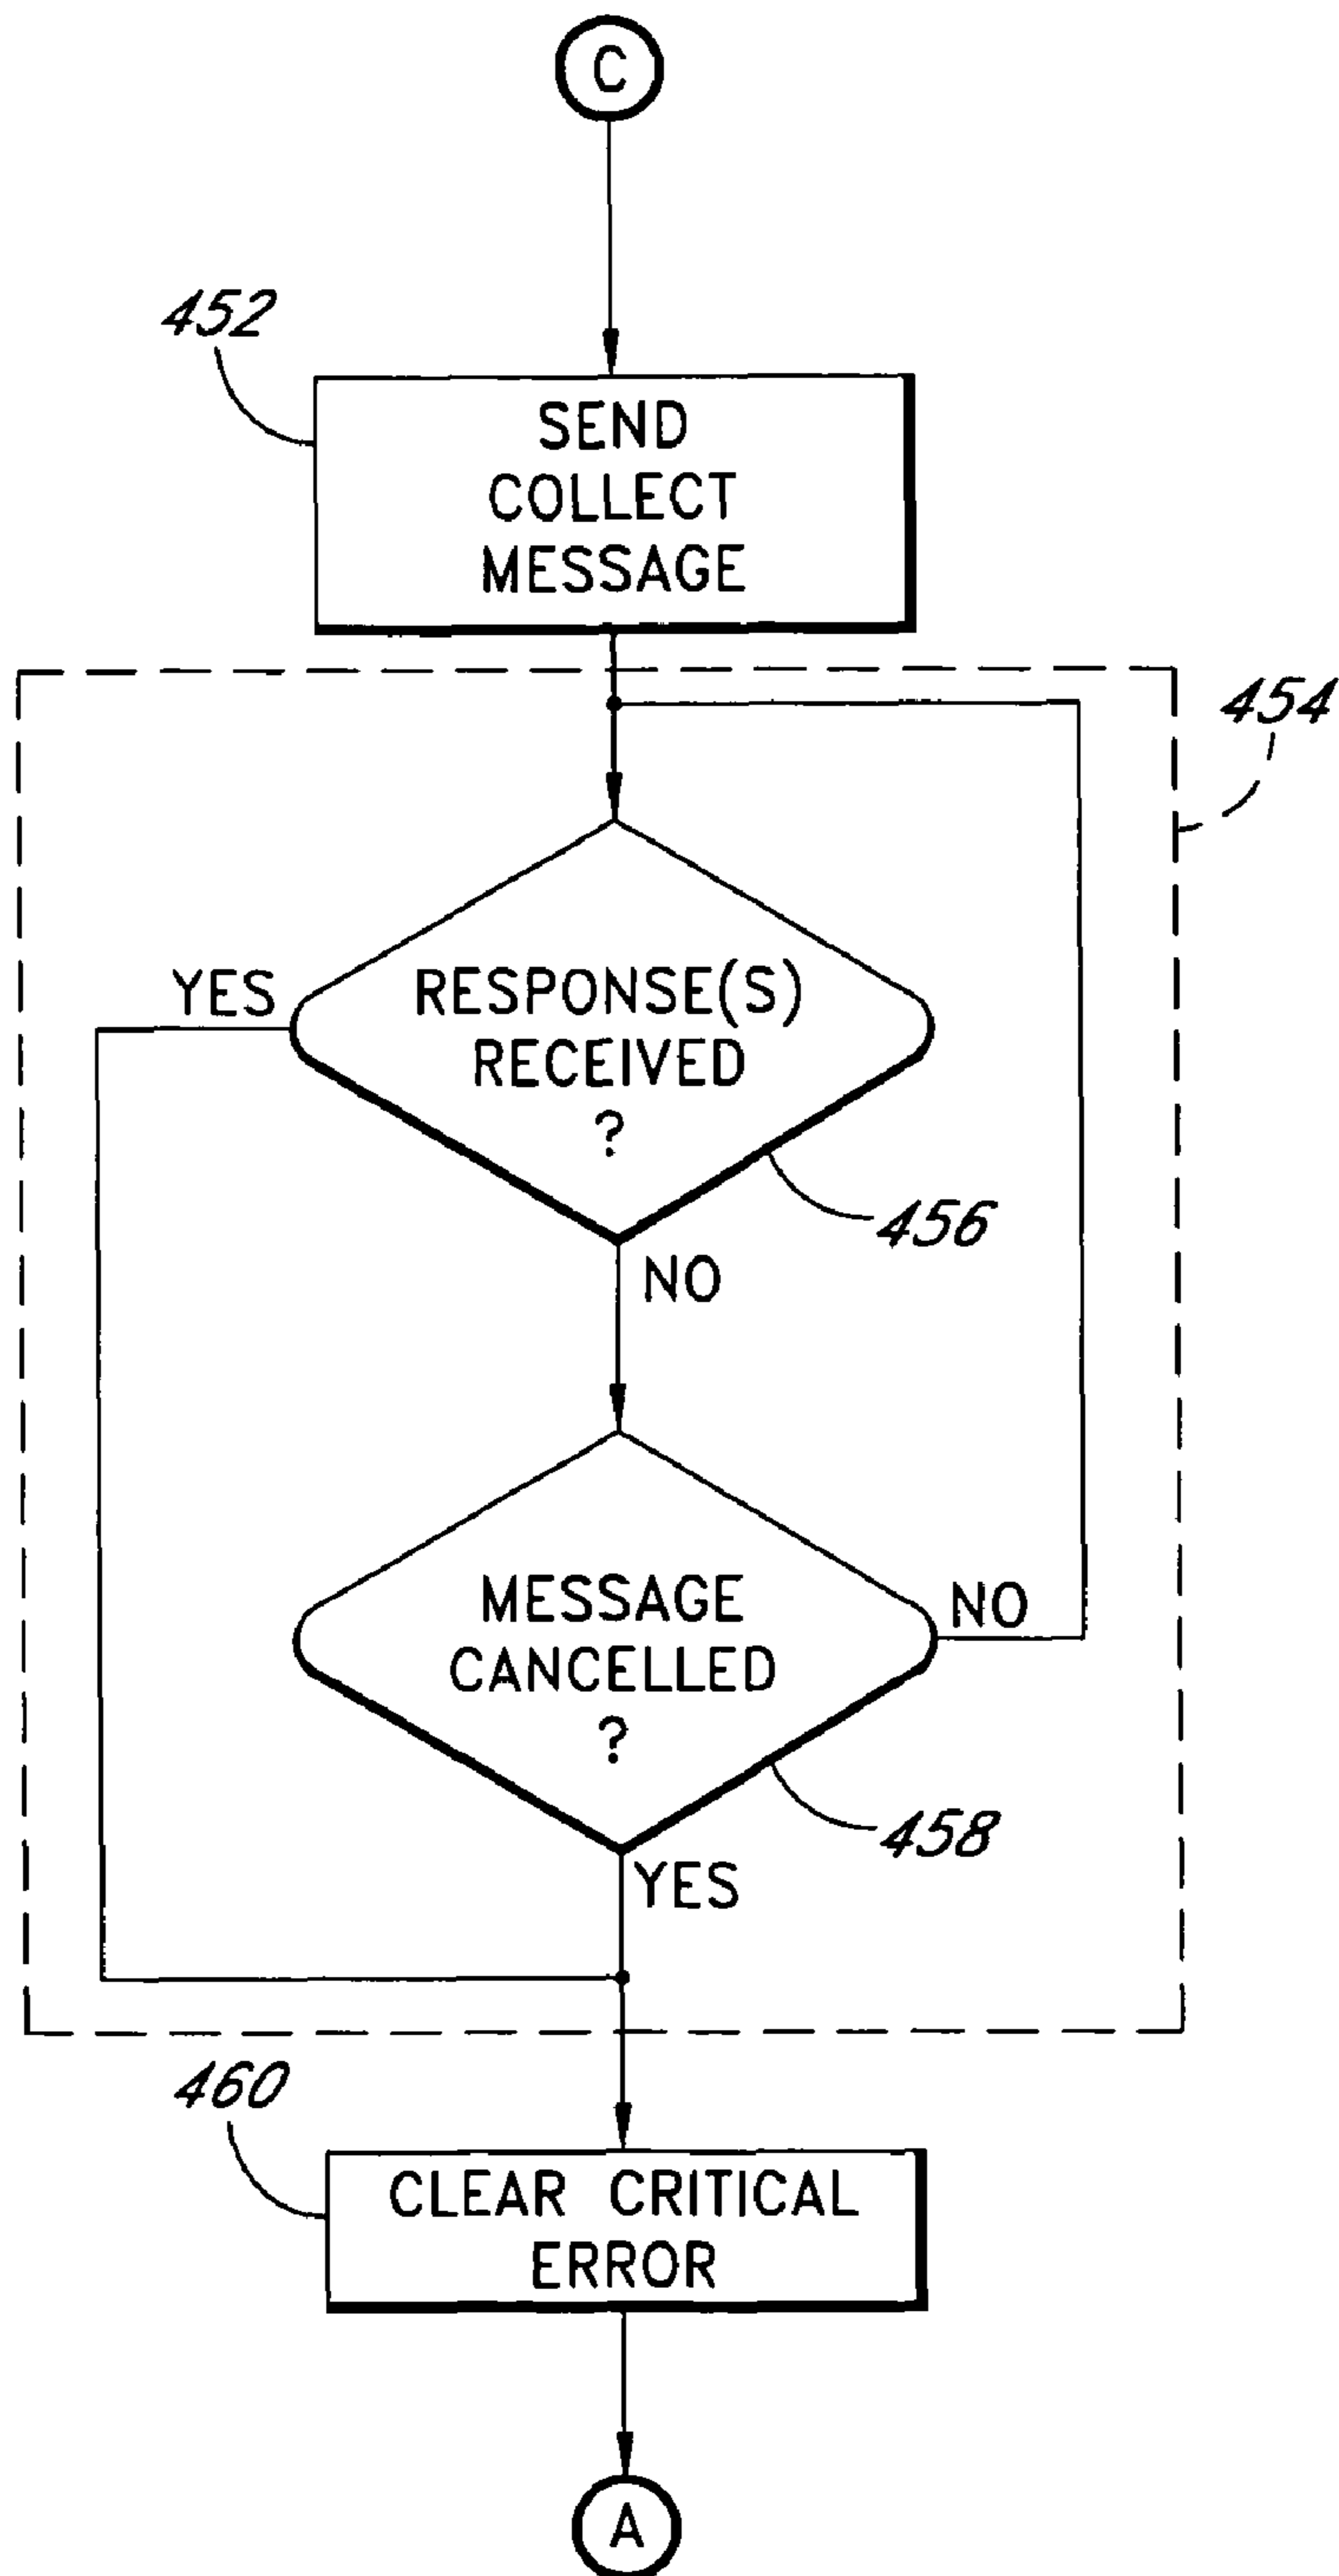 C
452
SEND
COLLECT
MESSAGE
454
YES
RESPONSE(S)
RECEIVED
?
456
NO
MESSAGE
CANCELLED
?
NO
458
YES
460
CLEAR CRITICAL
ERROR
A